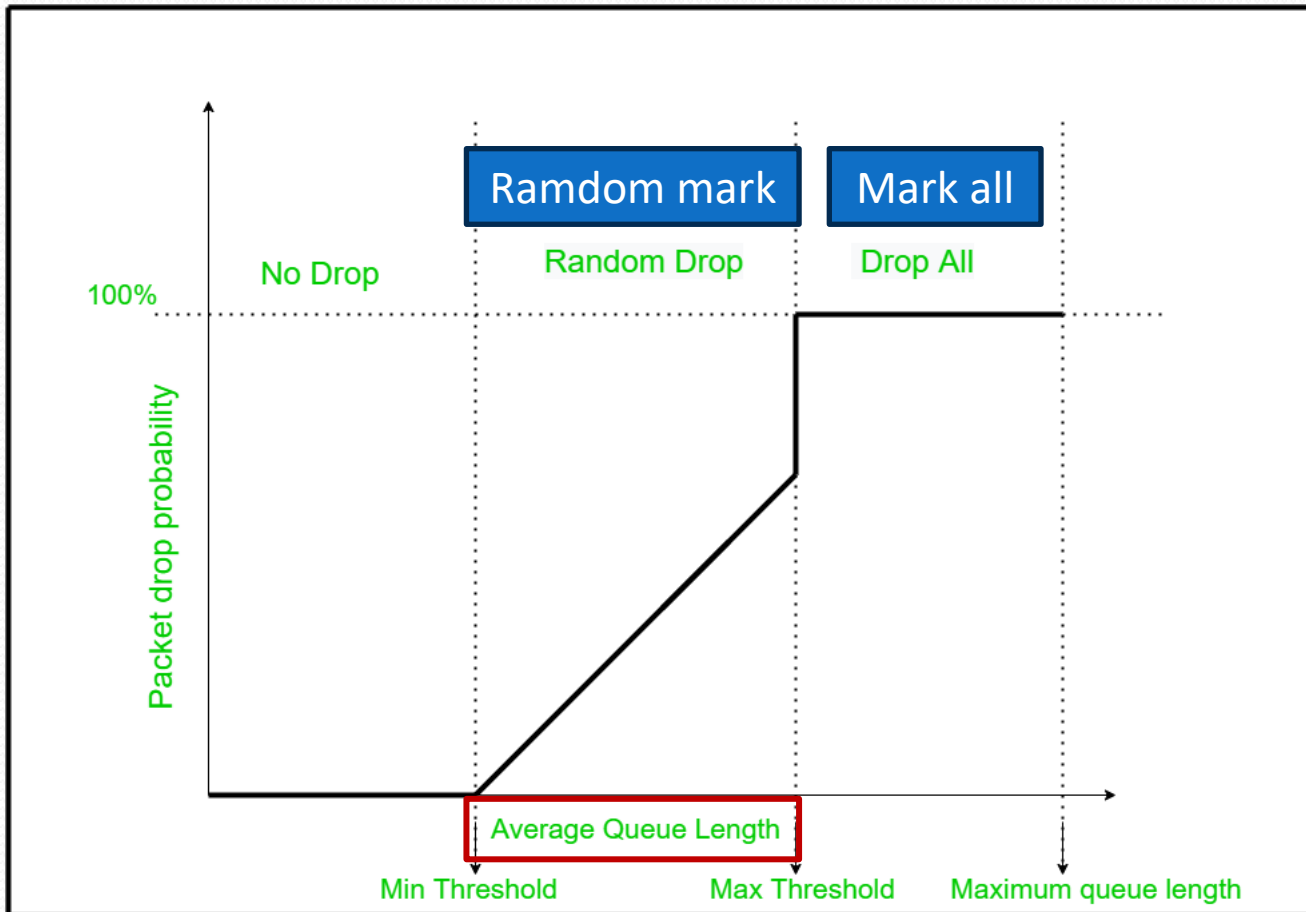 Ramdom mark
Mark all
No Drop
Random Drop
Drop All
100%
Packet drop probability
Average Queue Length
Min Threshold
Max Threshold
Maximum queue length